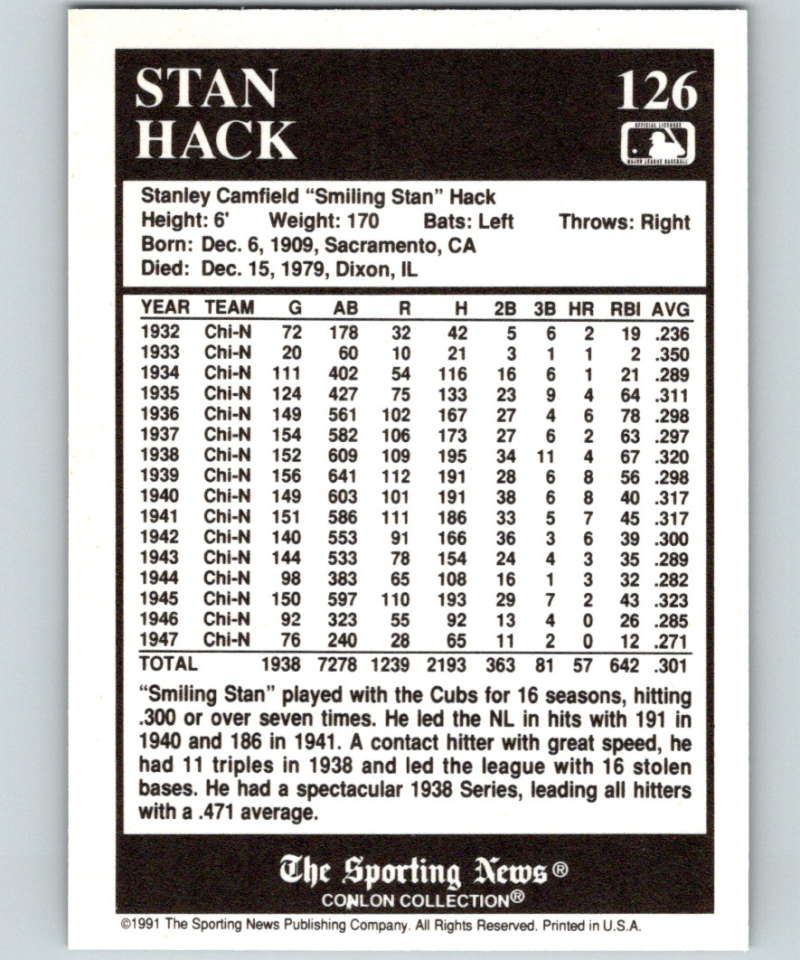 STAN 126
HACK
OFFICIAL LICENSEE
MAJOR LEAGUE BASEBALL
Stanley Camfield "Smiling Stan" Hack
Height: 6' Weight: 170 Bats: Left Throws: Right
Born: Dec. 6, 1909, Sacramento, CA
Died: Dec. 15, 1979, Dixon, IL
YEAR TEAM G AB R H 2B 3B HR RBI AVG
1932 Chi-N 72 178 32 42 5 6 2 19 .236
1933 Chi-N 20 60 10 21 3 1 1 2 .350
1934 Chi-N 111 402 54 116 16 6 1 21 .289
1935 Chi-N 124 427 75 133 23 9 4 64 .311
1936 Chi-N 149 561 102 167 27 4 6 78 .298
1937 Chi-N 154 582 106 173 27 6 2 63 .297
1938 Chi-N 152 609 109 195 34 11 4 67 .320
1939 Chi-N 156 641 112 191 28 6 8 56 .298
1940 Chi-N 149 603 101 191 38 6 8 40 .317
1941 Chi-N 151 586 111 186 33 5 7 45 .317
1942 Chi-N 140 553 91 166 36 3 6 39 .300
1943 Chi-N 144 533 78 154 24 4 3 35 .289
1944 Chi-N 98 383 65 108 16 1 3 32 .282
1945 Chi-N 150 597 110 193 29 7 2 43 .323
1946 Chi-N 92 323 55 92 13 4 0 26 .285
1947 Chi-N 76 240 28 65 11 2 0 12 .271
TOTAL 1938 7278 1239 2193 363 81 57 642 .301
"Smiling Stan" played with the Cubs for 16 seasons, hitting
.300 or over seven times. He led the NL in hits with 191 in
1940 and 186 in 1941. A contact hitter with great speed, he
had 11 triples in 1938 and led the league with 16 stolen
bases. He had a spectacular 1938 Series, leading all hitters
with a .471 average.
The Sporting News®
CONLON COLLECTION®
©1991 The Sporting News Publishing Company. All Rights Reserved. Printed in U.S.A.